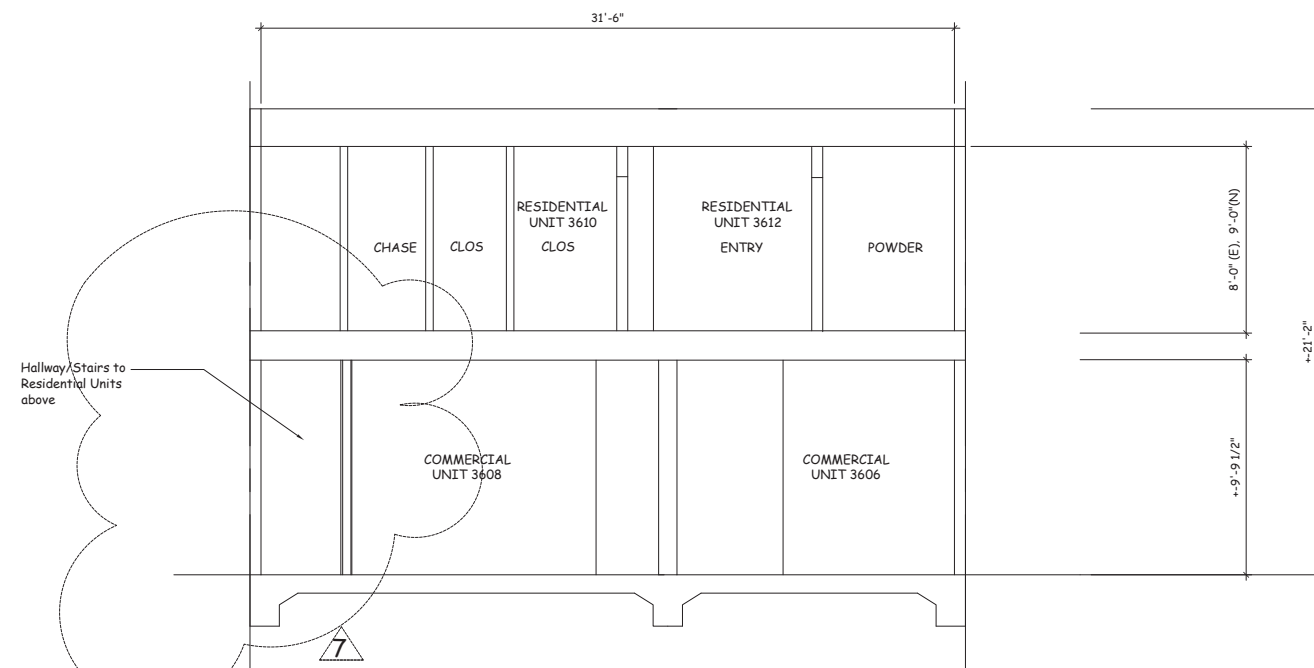 31'-6"
RESIDENTIAL
UNIT 3610
RESIDENTIAL
UNIT 3612
CHASE
CLOS
CLOS
ENTRY
POWDER
8'-0" (E), 9'-0"(N)
+-21'-2"
Hallway/Stairs to
Residential Units
above
COMMERCIAL
UNIT 3608
COMMERCIAL
UNIT 3606
+-9'-9 1/2"
7